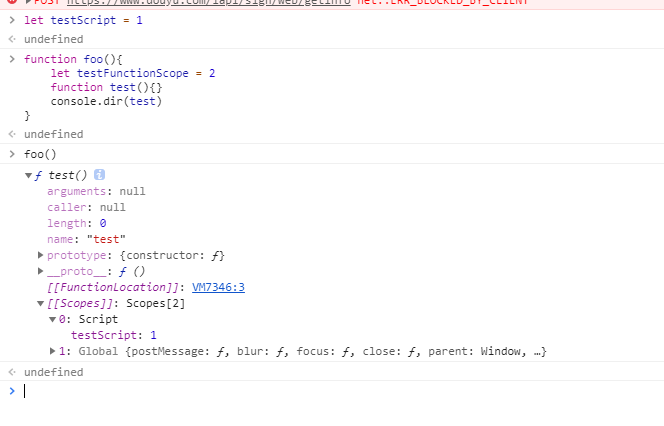 POST https://www.douyu.com/lapi/sign/web/getinfo net::ERR_BLOCKED_BY_CLIENT
let testScript = 1
undefined
function foo(){
let testFunctionScope = 2
function test(){}
console.dir(test)
}
undefined
foo()
ƒ test() i
arguments: null
caller: null
length: 0
name: "test"
prototype: {constructor: ƒ}
__proto__: ƒ ()
[[FunctionLocation]]: VM7346:3
[[Scopes]]: Scopes[2]
0: Script
testScript: 1
1: Global {postMessage: ƒ, blur: ƒ, focus: ƒ, close: ƒ, parent: Window, …}
undefined